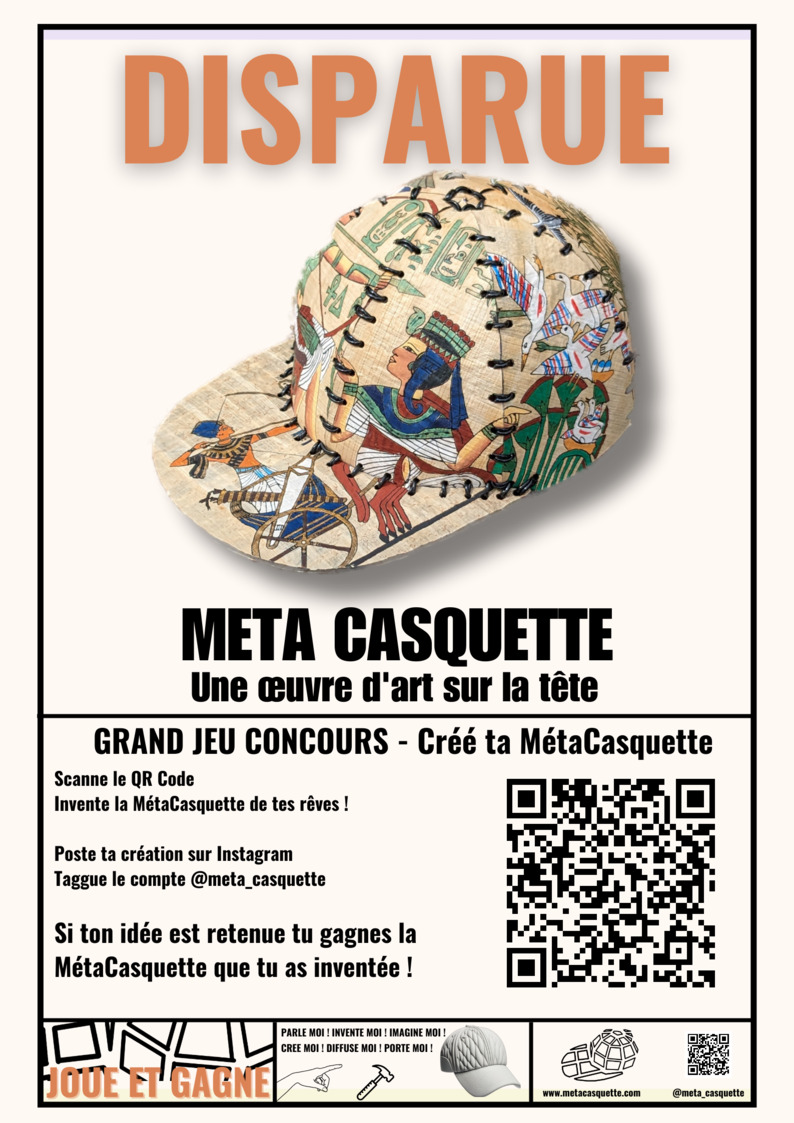 DISPARUE
META CASQUETTE
Une œuvre d'art sur la tête
GRAND JEU CONCOURS - Créé ta MétaCasquette
Scanne le QR Code
Invente la MétaCasquette de tes rêves !
Poste ta création sur Instagram
Taggue le compte @meta_casquette
Si ton idée est retenue tu gagnes la
MétaCasquette que tu as inventée !
JOUE ET GAGNE
PARLE MOI ! INVENTE MOI ! IMAGINE MOI !
CREE MOI ! DIFFUSE MOI ! PORTE MOI !
www.metacasquette.com
@meta_casquette